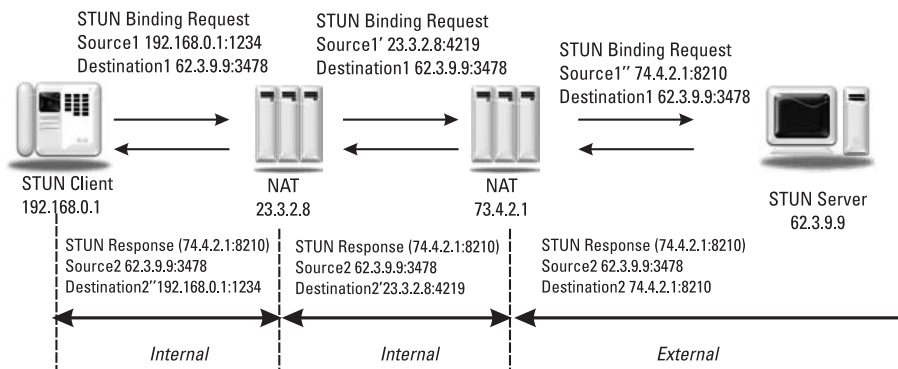 STUN Binding Request
Source1 192.168.0.1:1234
Destination1 62.3.9.9:3478
STUN Binding Request
Source1′ 23.3.2.8:4219
Destination1 62.3.9.9:3478
STUN Binding Request
Source1′′ 74.4.2.1:8210
Destination1 62.3.9.9:3478
STUN Client
192.168.0.1
NAT
23.3.2.8
NAT
73.4.2.1
STUN Server
62.3.9.9
STUN Response (74.4.2.1:8210)
Source2 62.3.9.9:3478
Destination2′′192.168.0.1:1234
STUN Response (74.4.2.1:8210)
Source2 62.3.9.9:3478
Destination2′23.3.2.8:4219
STUN Response (74.4.2.1:8210)
Source2 62.3.9.9:3478
Destination2 74.4.2.1:8210
Internal
Internal
External